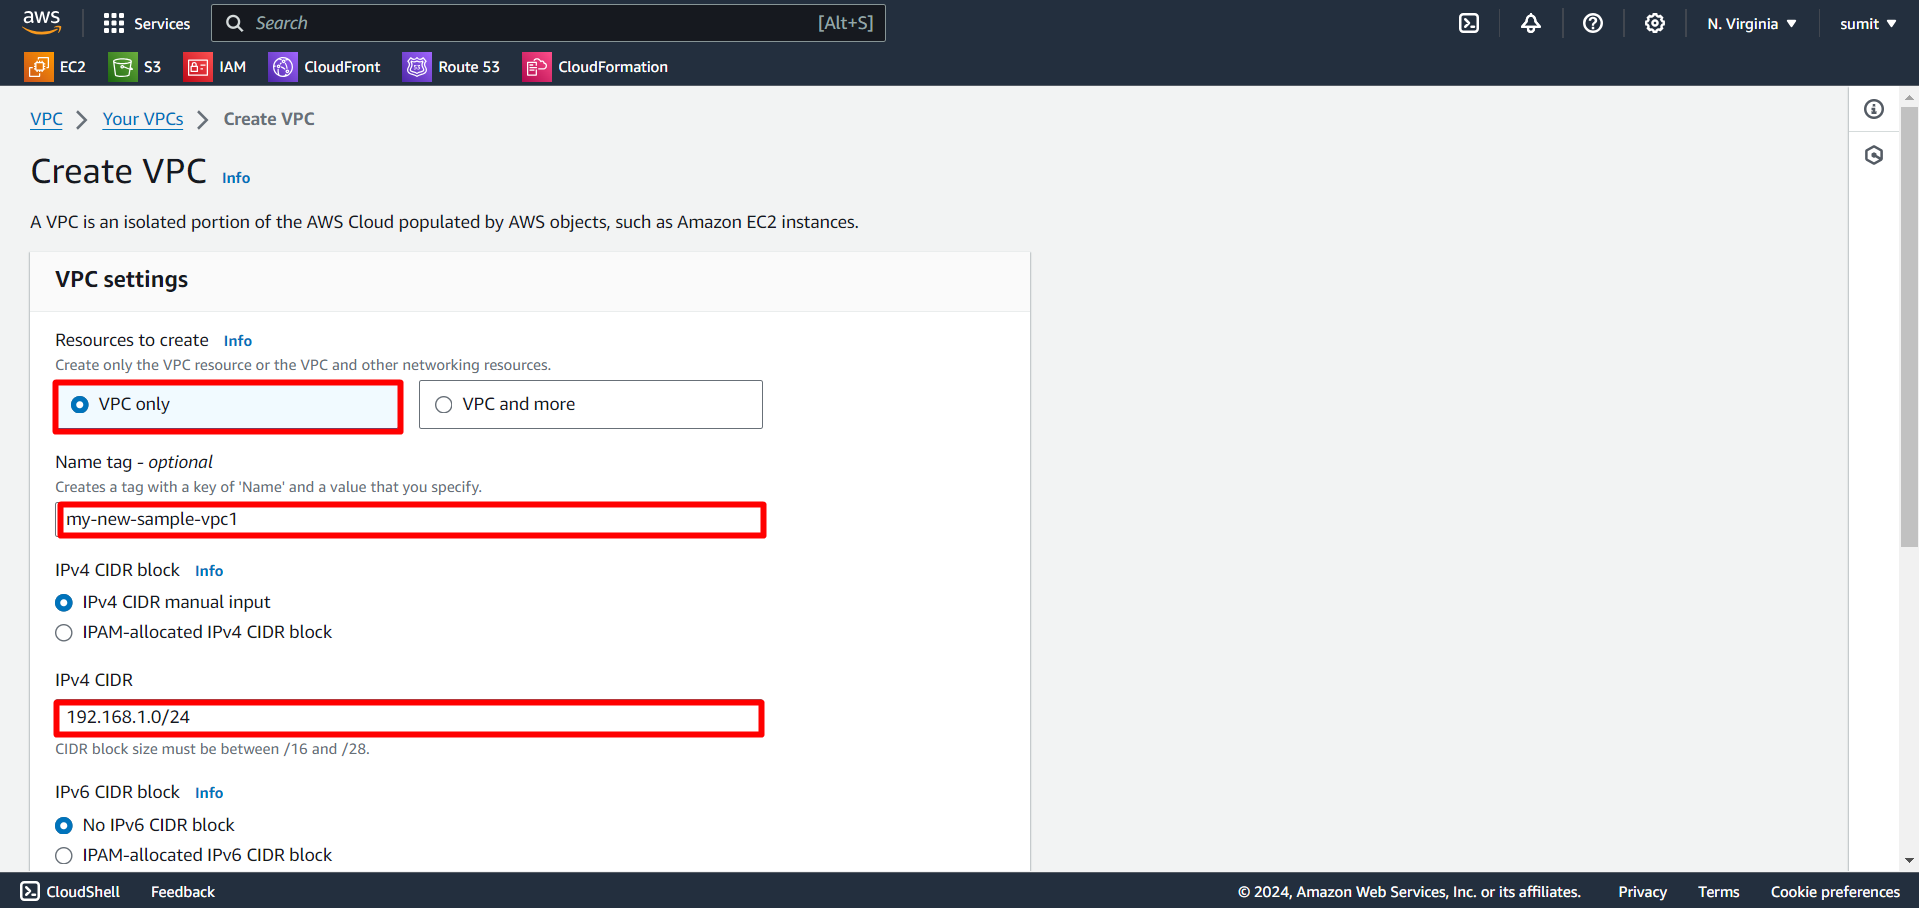 aws Services Search [Alt+S] N. Virginia sumit
EC2 S3 IAM CloudFront Route 53 CloudFormation
VPC Your VPCs Create VPC
Create VPC Info
A VPC is an isolated portion of the AWS Cloud populated by AWS objects, such as Amazon EC2 instances.
VPC settings
Resources to create Info
Create only the VPC resource or the VPC and other networking resources.
VPC only VPC and more
Name tag - optional
Creates a tag with a key of 'Name' and a value that you specify.
my-new-sample-vpc1
IPv4 CIDR block Info
IPv4 CIDR manual input
IPAM-allocated IPv4 CIDR block
IPv4 CIDR
192.168.1.0/24
CIDR block size must be between /16 and /28.
IPv6 CIDR block Info
No IPv6 CIDR block
IPAM-allocated IPv6 CIDR block
CloudShell Feedback © 2024, Amazon Web Services, Inc. or its affiliates. Privacy Terms Cookie preferences